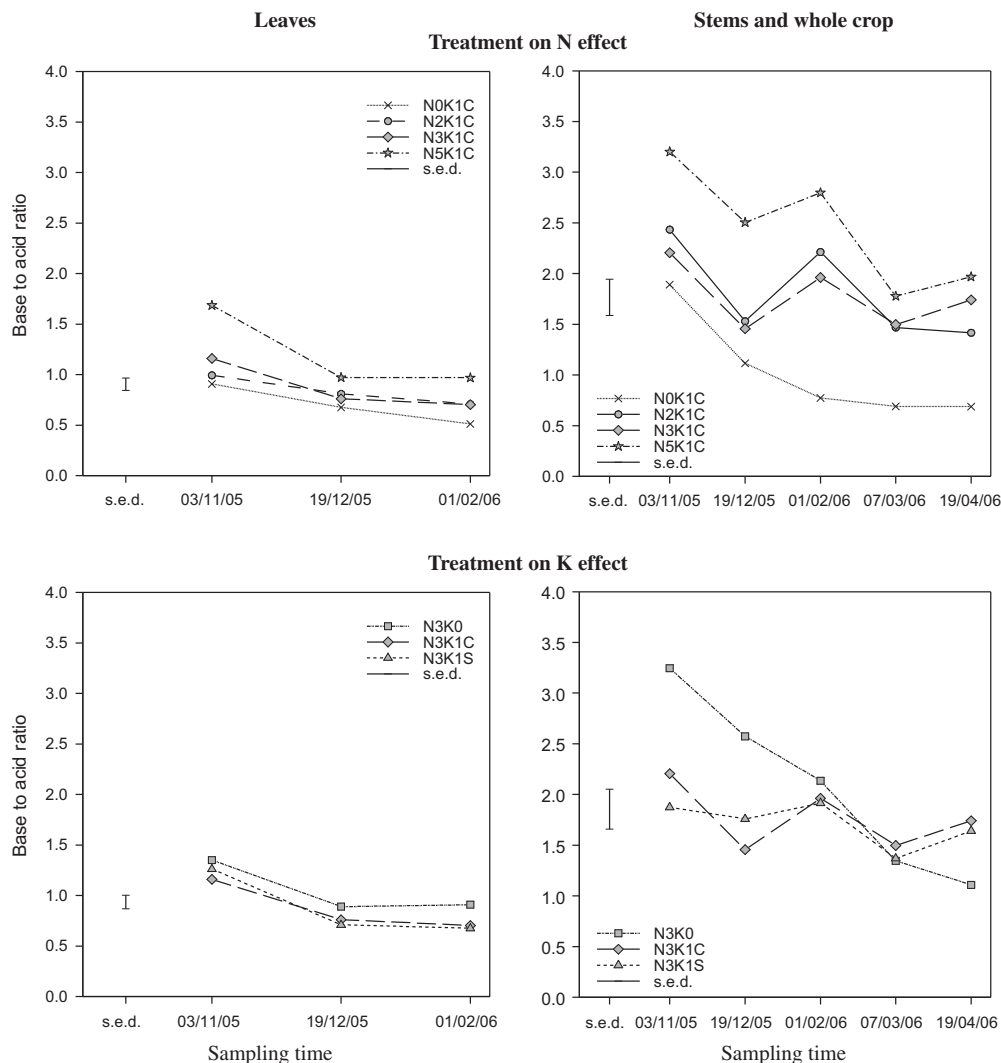 Leaves
Stems and whole crop
Treatment on N effect
4.0
3.5
3.0
2.5
2.0
1.5
1.0
0.5
0.0
Base to acid ratio
N0K1C
N2K1C
N3K1C
N5K1C
s.e.d.
s.e.d.
03/11/05
19/12/05
01/02/06
4.0
3.5
3.0
2.5
2.0
1.5
1.0
0.5
0.0
N0K1C
N2K1C
N3K1C
N5K1C
s.e.d.
s.e.d.
03/11/05
19/12/05
01/02/06
07/03/06
19/04/06
Treatment on K effect
4.0
3.5
3.0
2.5
2.0
1.5
1.0
0.5
0.0
Base to acid ratio
N3K0
N3K1C
N3K1S
s.e.d.
s.e.d.
03/11/05
19/12/05
01/02/06
Sampling time
4.0
3.5
3.0
2.5
2.0
1.5
1.0
0.5
0.0
N3K0
N3K1C
N3K1S
s.e.d.
s.e.d.
03/11/05
19/12/05
01/02/06
07/03/06
19/04/06
Sampling time